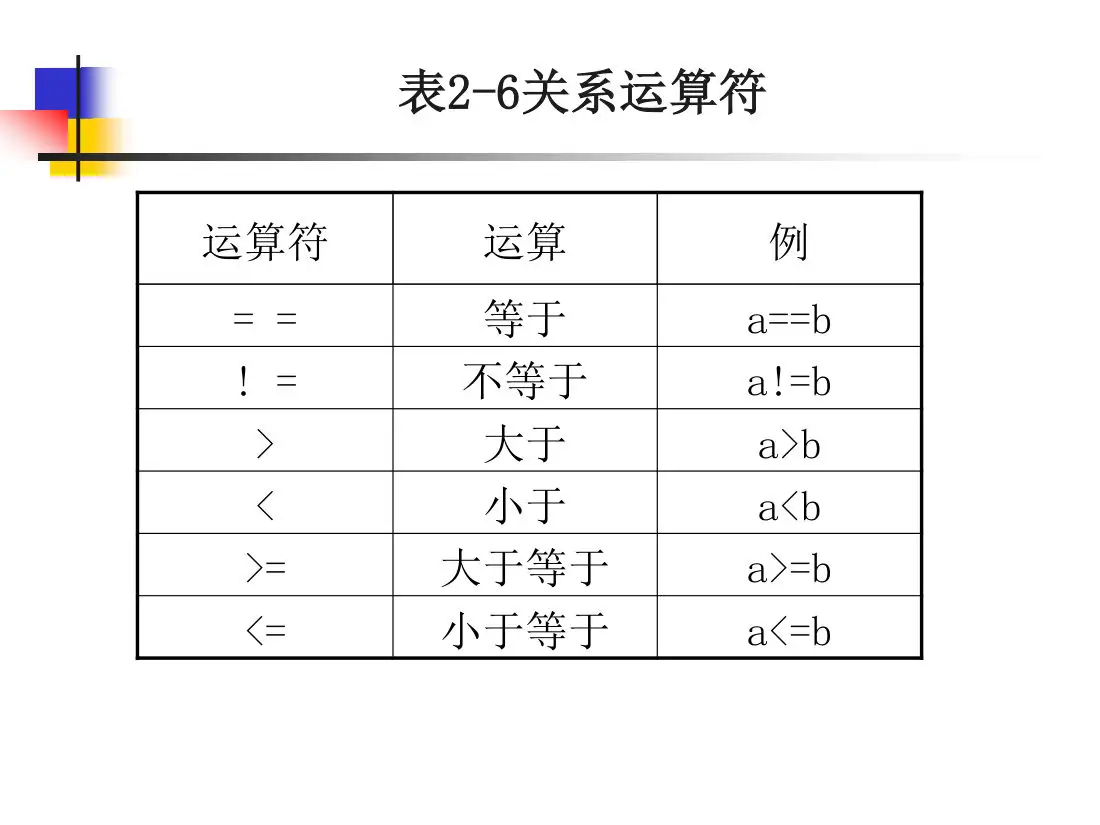 表2-6关系运算符
运算符 运算 例
= = 等于 a==b
! = 不等于 a!=b
> 大于 a>b
< 小于 a<b
>= 大于等于 a>=b
<= 小于等于 a<=b